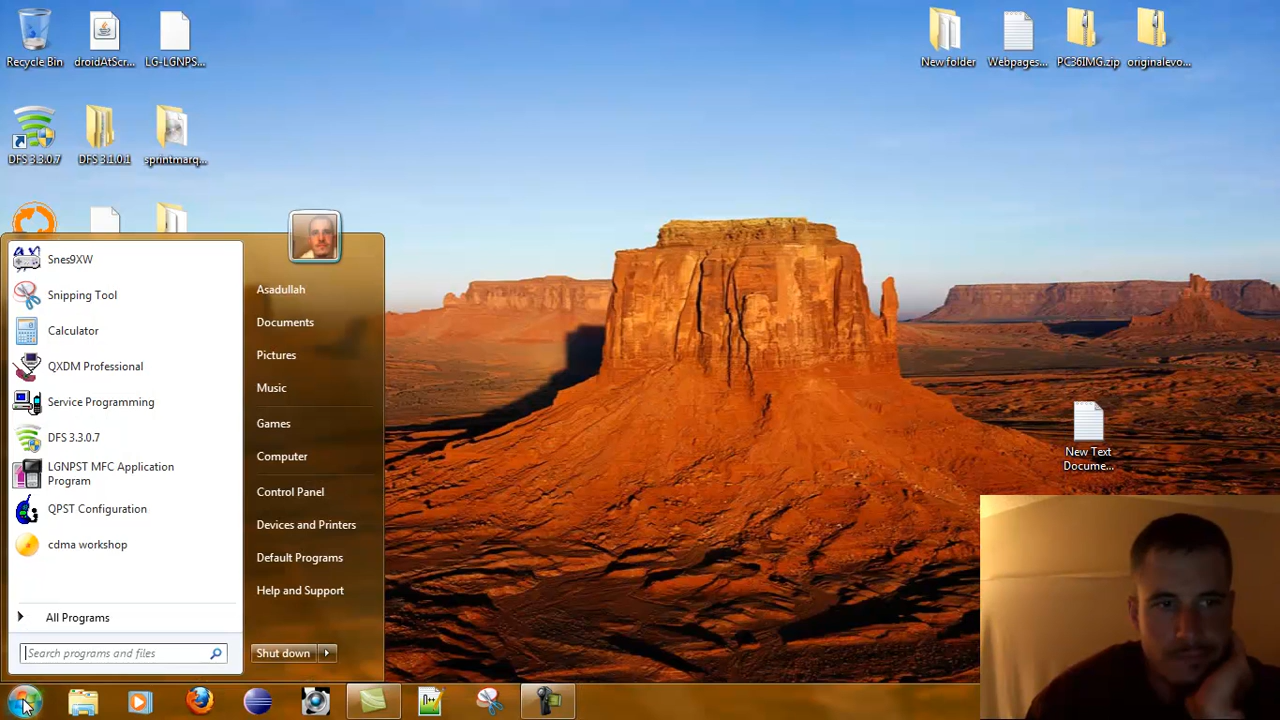 Recycle Bin
droidAtScr...
LG-LGNPS...
New folder
Webpages...
PC36IMG.zip
originalevo...
DFS 3.3.0.7
DFS 3.1.0.1
sprintmarq...
Snes9XW
Snipping Tool
Calculator
QXDM Professional
Service Programming
DFS 3.3.0.7
LGNPST MFC Application
Program
QPST Configuration
cdma workshop
All Programs
Search programs and files
Asadullah
Documents
Pictures
Music
Games
Computer
Control Panel
Devices and Printers
Default Programs
Help and Support
Shut down
New Text
Docume...